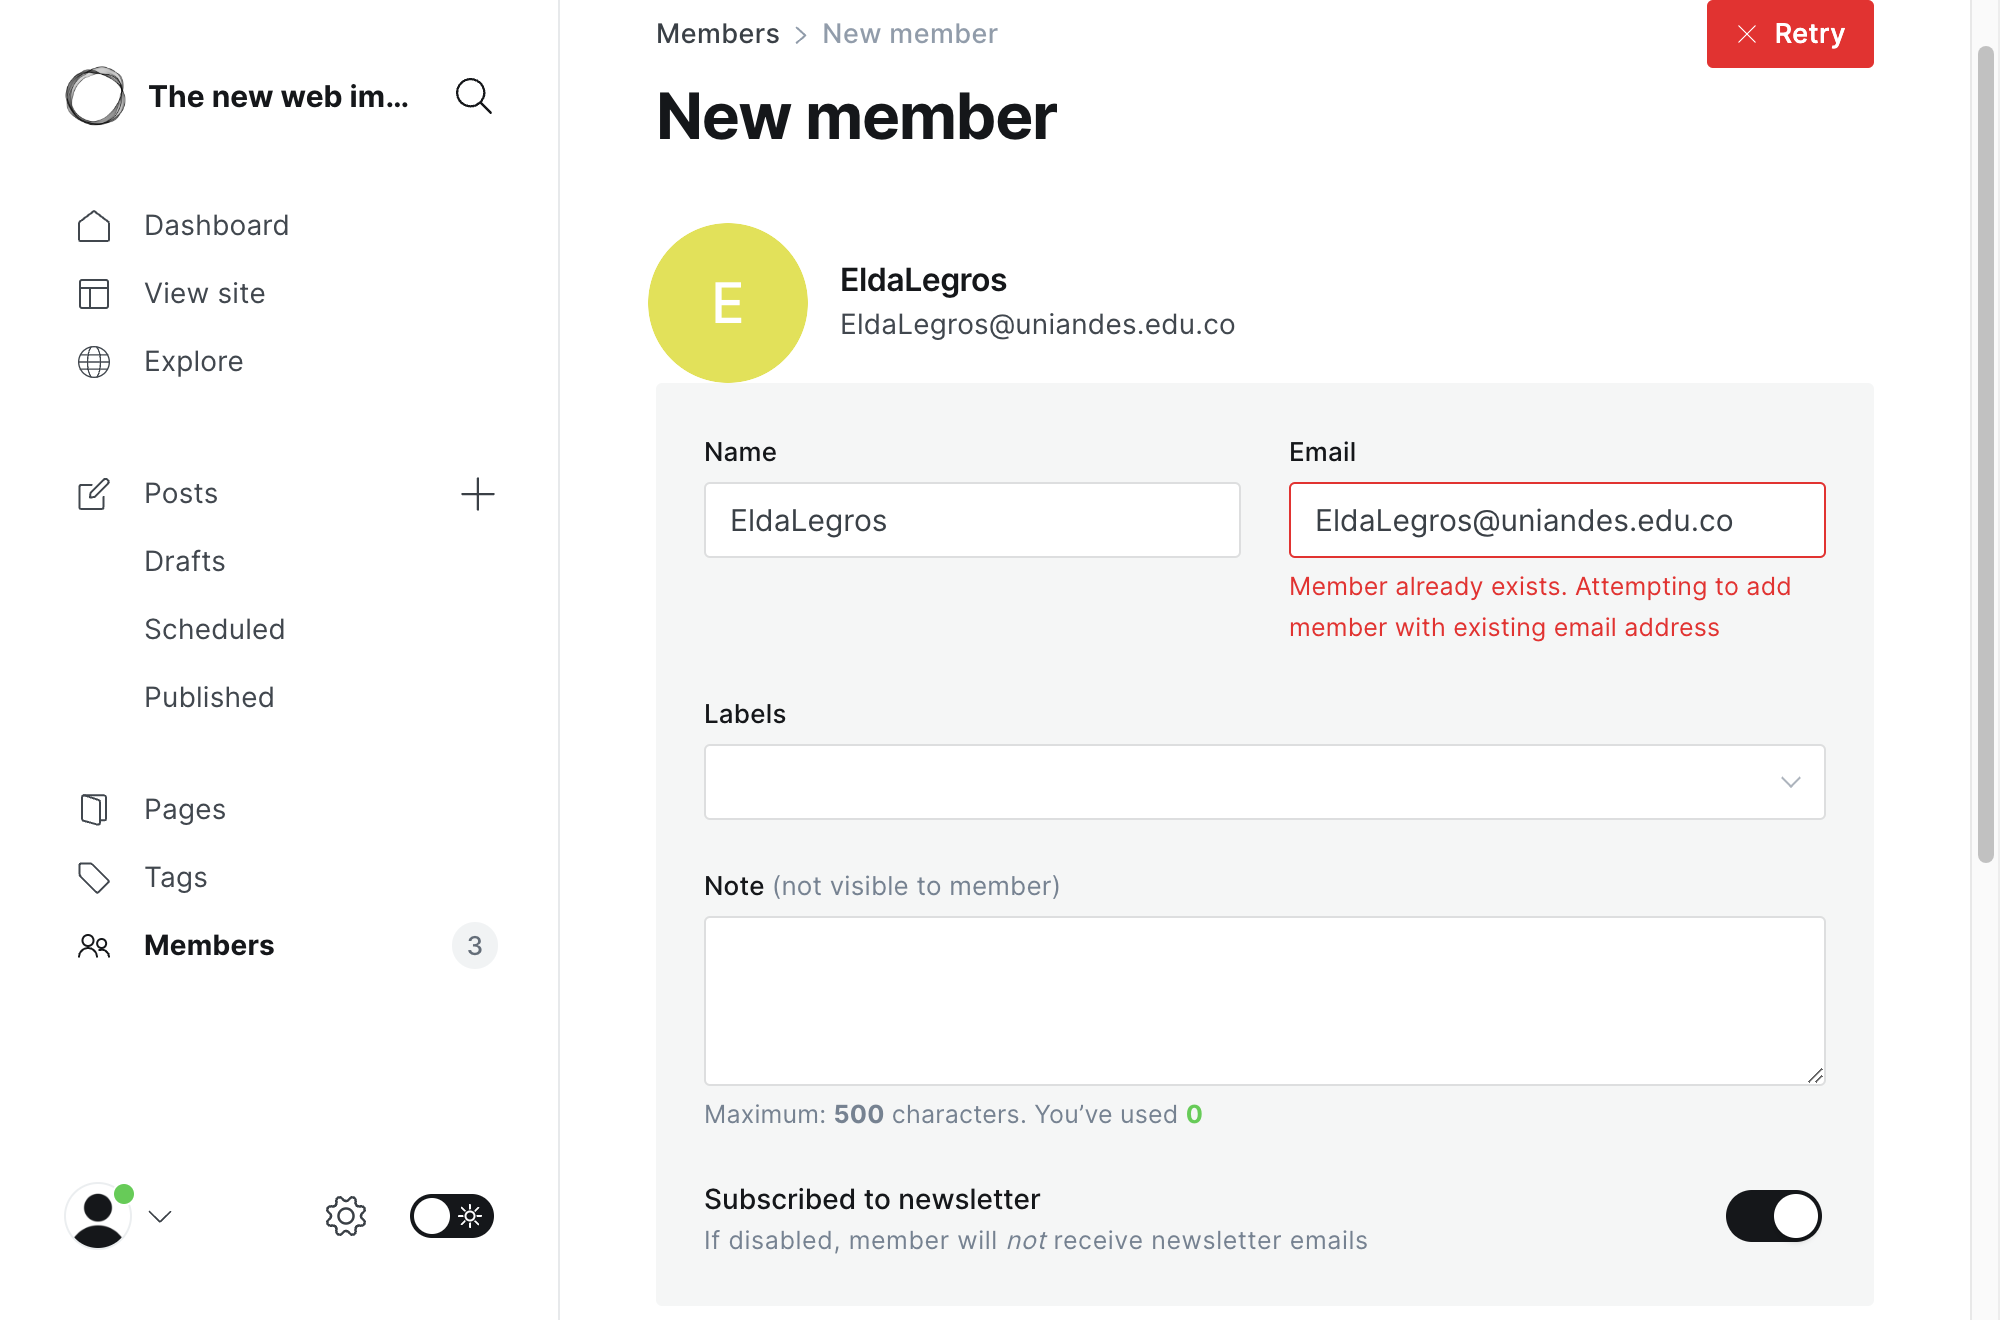 The new web im...
Dashboard
View site
Explore
Posts
Drafts
Scheduled
Published
Pages
Tags
Members
3
Members > New member
Retry
New member
E
EldaLegros
EldaLegros@uniandes.edu.co
Name
EldaLegros
Email
EldaLegros@uniandes.edu.co
Member already exists. Attempting to add
member with existing email address
Labels
Note (not visible to member)
Maximum: 500 characters. You’ve used 0
Subscribed to newsletter
If disabled, member will not receive newsletter emails